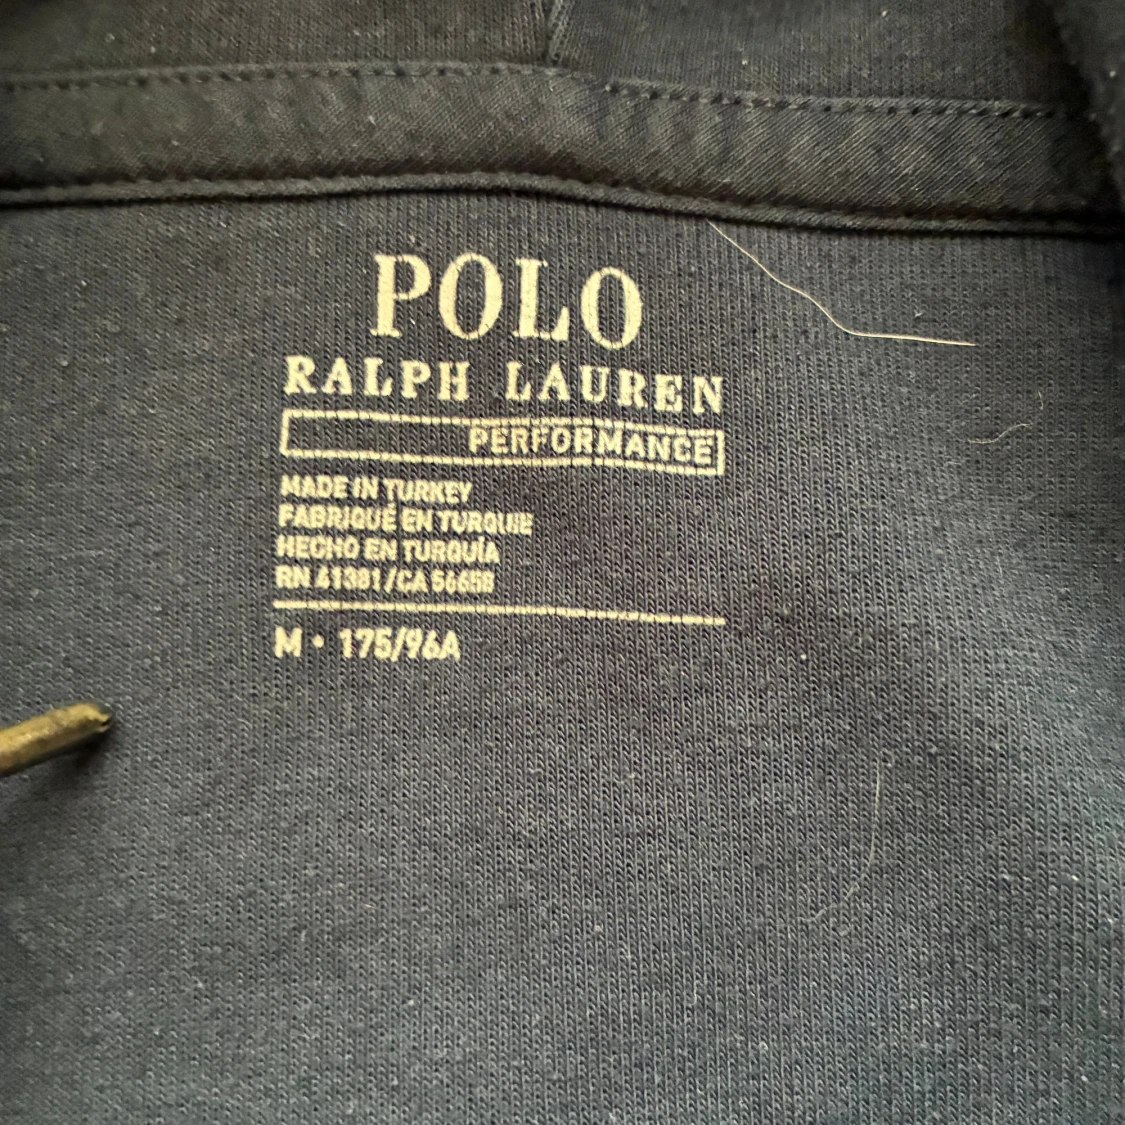 POLO
RALPH LAUREN
PERFORMANCE
MADE IN TURKEY
FABRIQUÉ EN TURQUIE
HECHO EN TURQUÍA
RN 41381/CA 56658
M • 175/96A